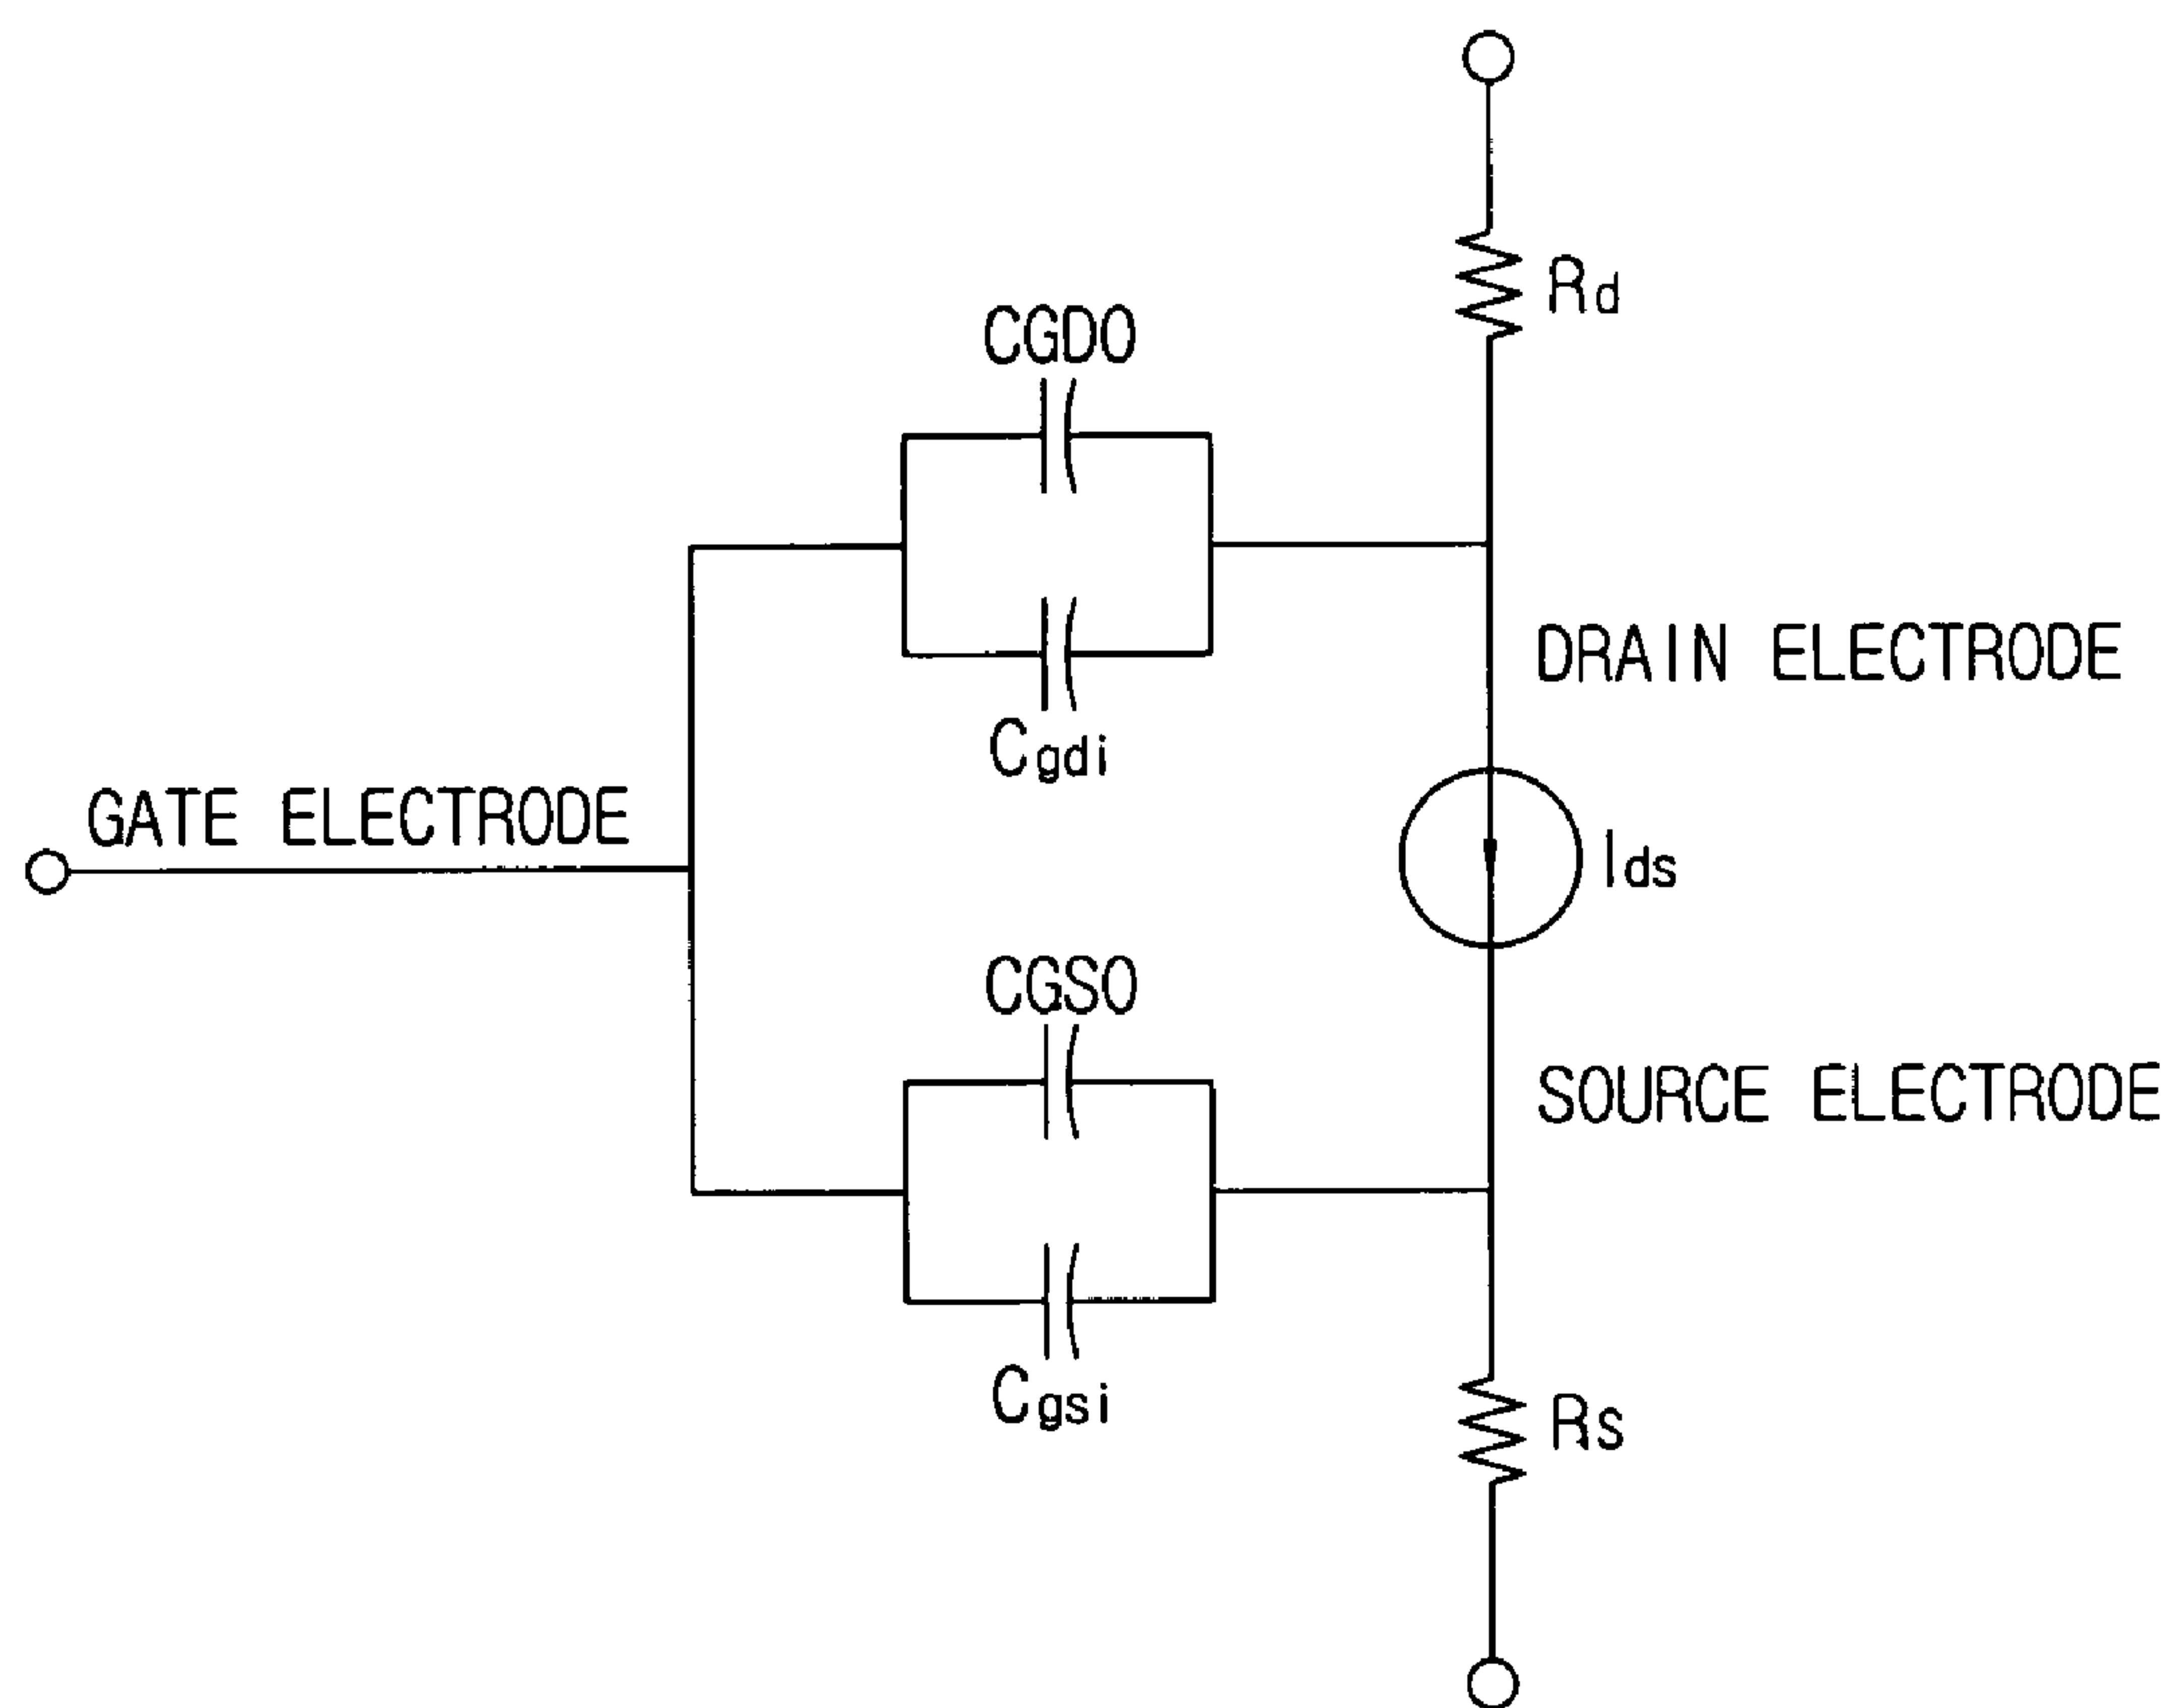 Rd
CGDO
DRAIN ELECTRODE
Cgdi
GATE ELECTRODE
Ids
CGSO
SOURCE ELECTRODE
Cgsi
Rs